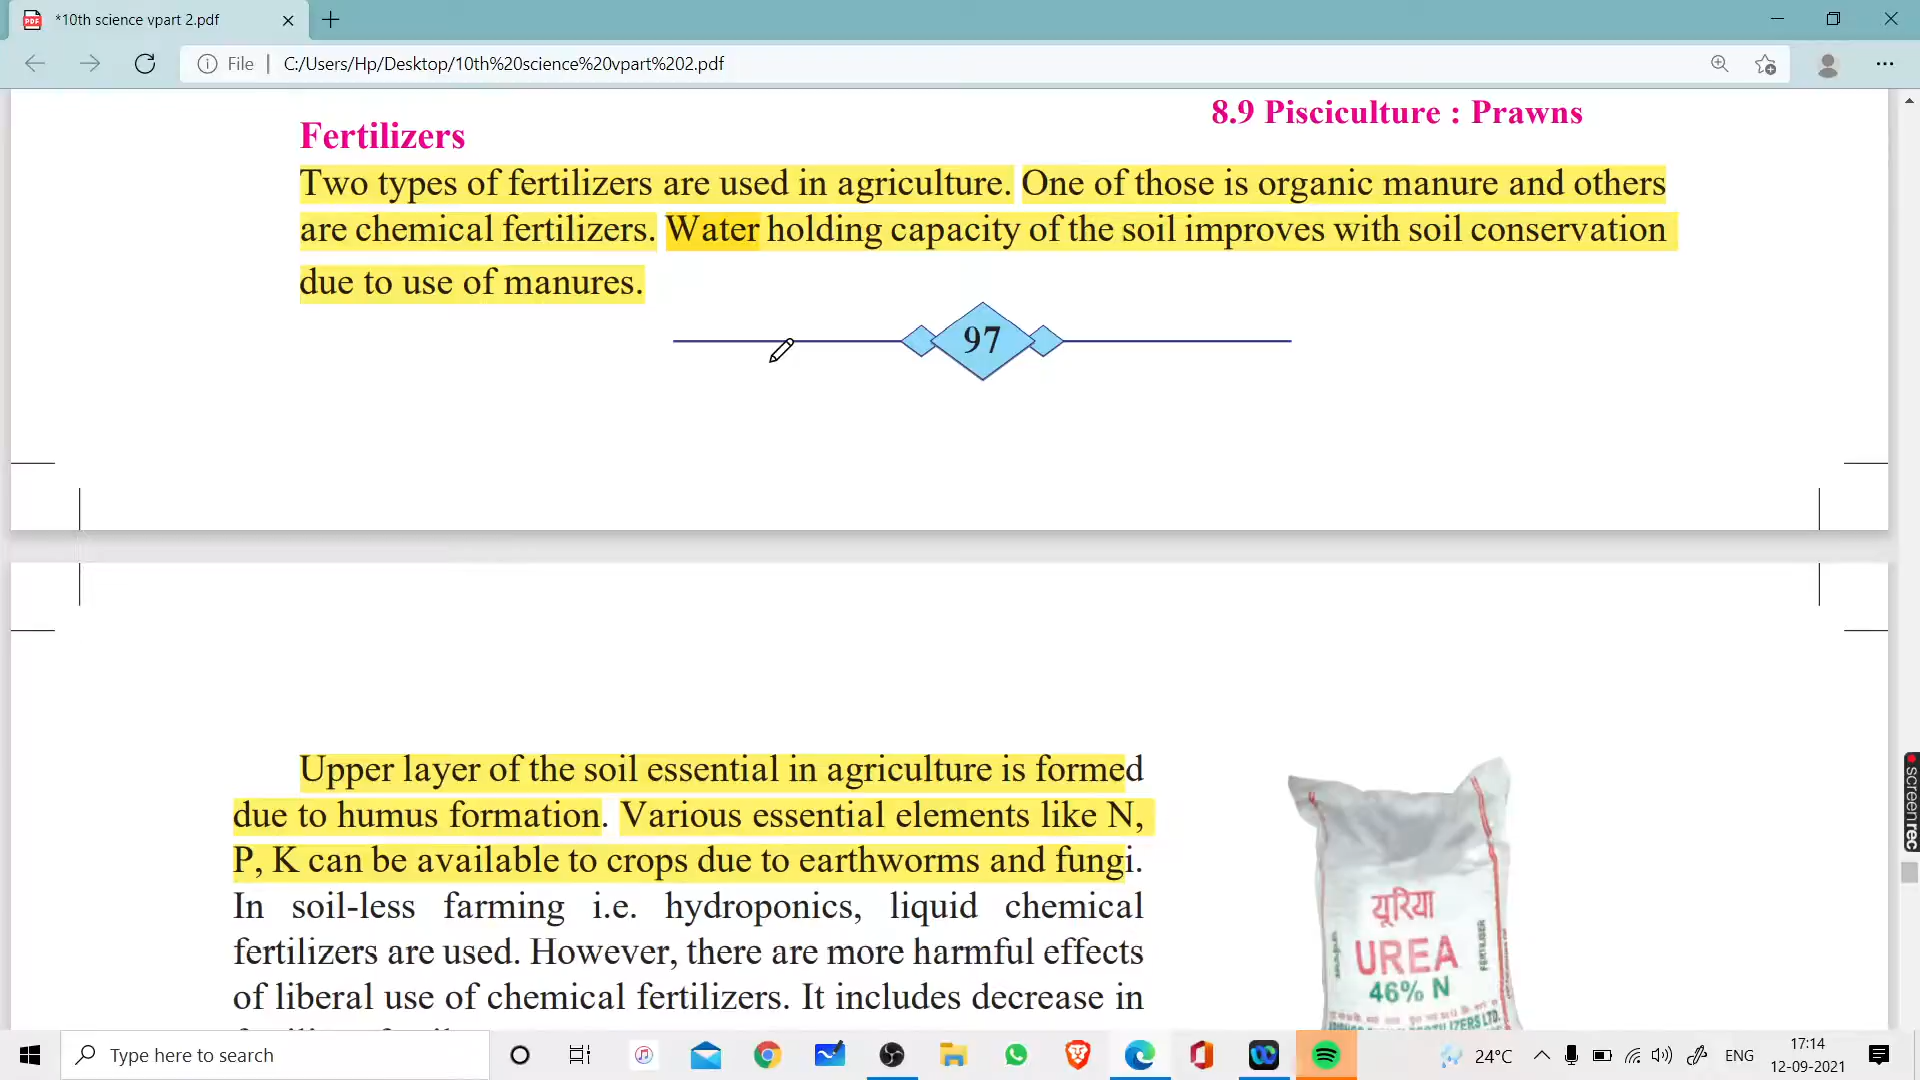 *10th science vpart 2.pdf
File
C:/Users/Hp/Desktop/10th%20science%20vpart%202.pdf
8.9 Pisciculture : Prawns
Fertilizers
Two types of fertilizers are used in agriculture. One of those is organic manure and others
are chemical fertilizers. Water holding capacity of the soil improves with soil conservation
due to use of manures.
97
Upper layer of the soil essential in agriculture is formed
due to humus formation. Various essential elements like N,
P, K can be available to crops due to earthworms and fungi.
In soil-less farming i.e. hydroponics, liquid chemical
fertilizers are used. However, there are more harmful effects
of liberal use of chemical fertilizers. It includes decrease in
यूरिया
UREA
46% N
FERTILISER
screenrec
Type here to search
24°C
ENG
17:14
12-09-2021